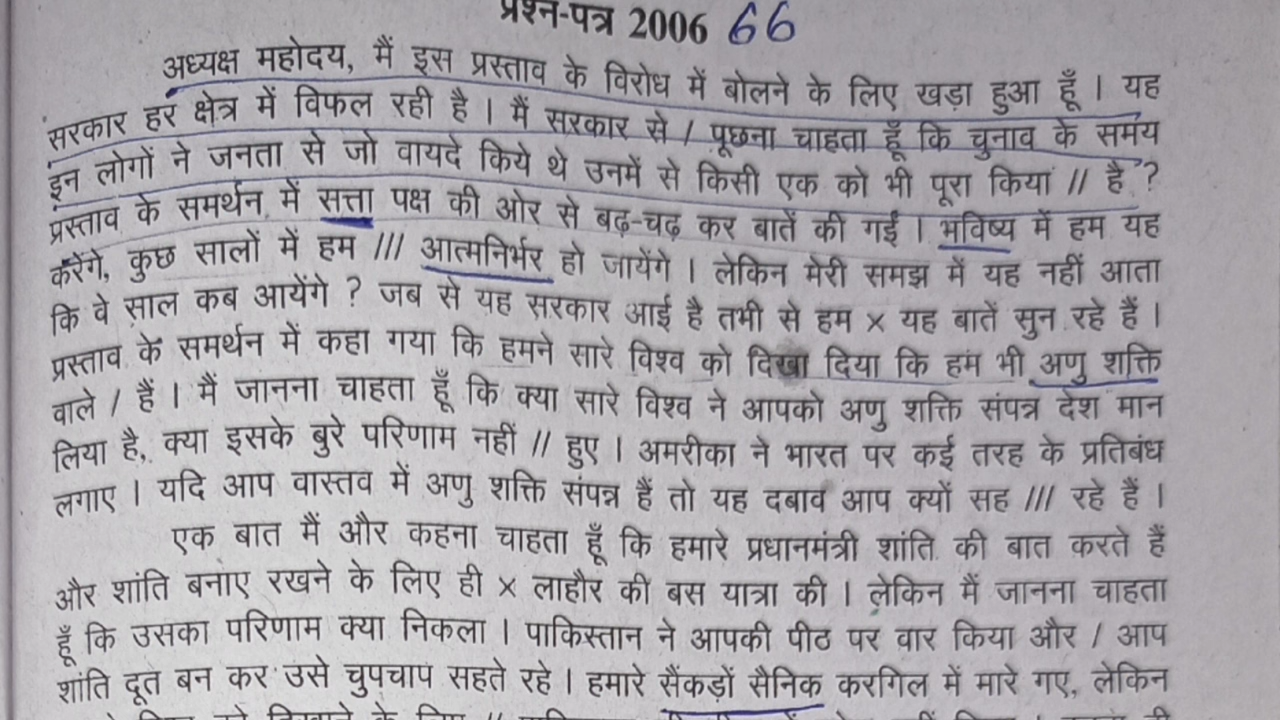 प्रश्न-पत्र 2006 66
अध्यक्ष महोदय, मैं इस प्रस्ताव के विरोध में बोलने के लिए खड़ा हुआ हूँ । यह
सरकार हर क्षेत्र में विफल रही है । मैं सरकार से / पूछना चाहता हूँ कि चुनाव के समय
इन लोगों ने जनता से जो वायदे किये थे उनमें से किसी एक को भी पूरा किया // है ?
प्रस्ताव के समर्थन में सत्ता पक्ष की ओर से बढ़-चढ़ कर बातें की गईं । भविष्य में हम यह
करेंगे, कुछ सालों में हम /// आत्मनिर्भर हो जायेंगे । लेकिन मेरी समझ में यह नहीं आता
कि वे साल कब आयेंगे ? जब से यह सरकार आई है तभी से हम x यह बातें सुन रहे हैं ।
प्रस्ताव के समर्थन में कहा गया कि हमने सारे विश्व को दिखा दिया कि हम भी अणु शक्ति
वाले / हैं । मैं जानना चाहता हूँ कि क्या सारे विश्व ने आपको अणु शक्ति संपन्न देश मान
लिया है, क्या इसके बुरे परिणाम नहीं // हुए । अमरीका ने भारत पर कई तरह के प्रतिबंध
लगाए । यदि आप वास्तव में अणु शक्ति संपन्न हैं तो यह दबाव आप क्यों सह /// रहे हैं ।
एक बात मैं और कहना चाहता हूँ कि हमारे प्रधानमंत्री शांति की बात करते हैं
और शांति बनाए रखने के लिए ही x लाहौर की बस यात्रा की । लेकिन मैं जानना चाहता
हूँ कि उसका परिणाम क्या निकला । पाकिस्तान ने आपकी पीठ पर वार किया और / आप
शांति दूत बन कर उसे चुपचाप सहते रहे । हमारे सैंकड़ों सैनिक करगिल में मारे गए, लेकिन